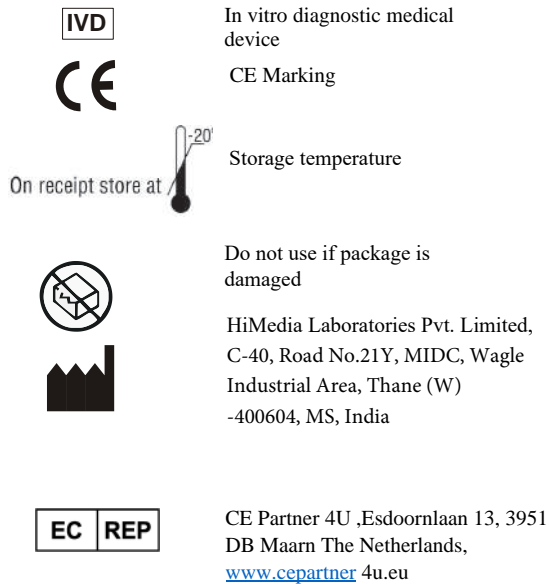 IVD
In vitro diagnostic medical
device
CE
CE Marking
-20°
On receipt store at
Storage temperature
Do not use if package is
damaged
HiMedia Laboratories Pvt. Limited,
C-40, Road No.21Y, MIDC, Wagle
Industrial Area, Thane (W)
-400604, MS, India
EC REP
CE Partner 4U ,Esdoornlaan 13, 3951
DB Maarn The Netherlands,
www.cepartner 4u.eu